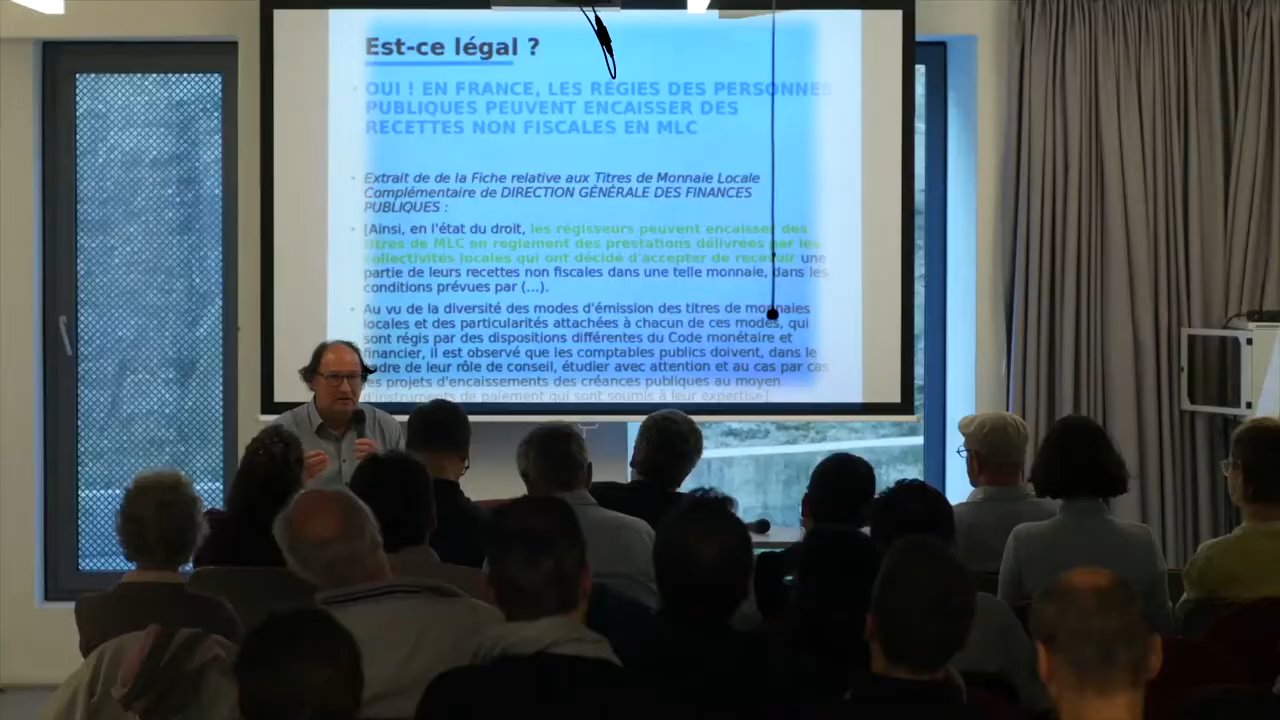 Est-ce légal ?
OUI ! EN FRANCE, LES RÉGIES DES PERSONNES
PUBLIQUES PEUVENT ENCAISSER DES
RECETTES NON FISCALES EN MLC
Extrait de de la Fiche relative aux Titres de Monnaie Locale
Complémentaire de DIRECTION GÉNÉRALE DES FINANCES
PUBLIQUES :
[Ainsi, en l'état du droit, les régisseurs peuvent encaisser des
titres de MLC en règlement des prestations délivrées par les
collectivités locales qui ont décidé d'accepter de recevoir une
partie de leurs recettes non fiscales dans une telle monnaie, dans les
conditions prévues par (...).
Au vu de la diversité des modes d'émission des titres de monnaies
locales et des particularités attachées à chacun de ces modes, qui
sont régis par des dispositions différentes du Code monétaire et
financier, il est observé que les comptables publics doivent, dans le
cadre de leur rôle de conseil, étudier avec attention et au cas par cas
les projets d'encaissements des créances publiques au moyen
d'instruments de paiement qui sont soumis à leur expertise]